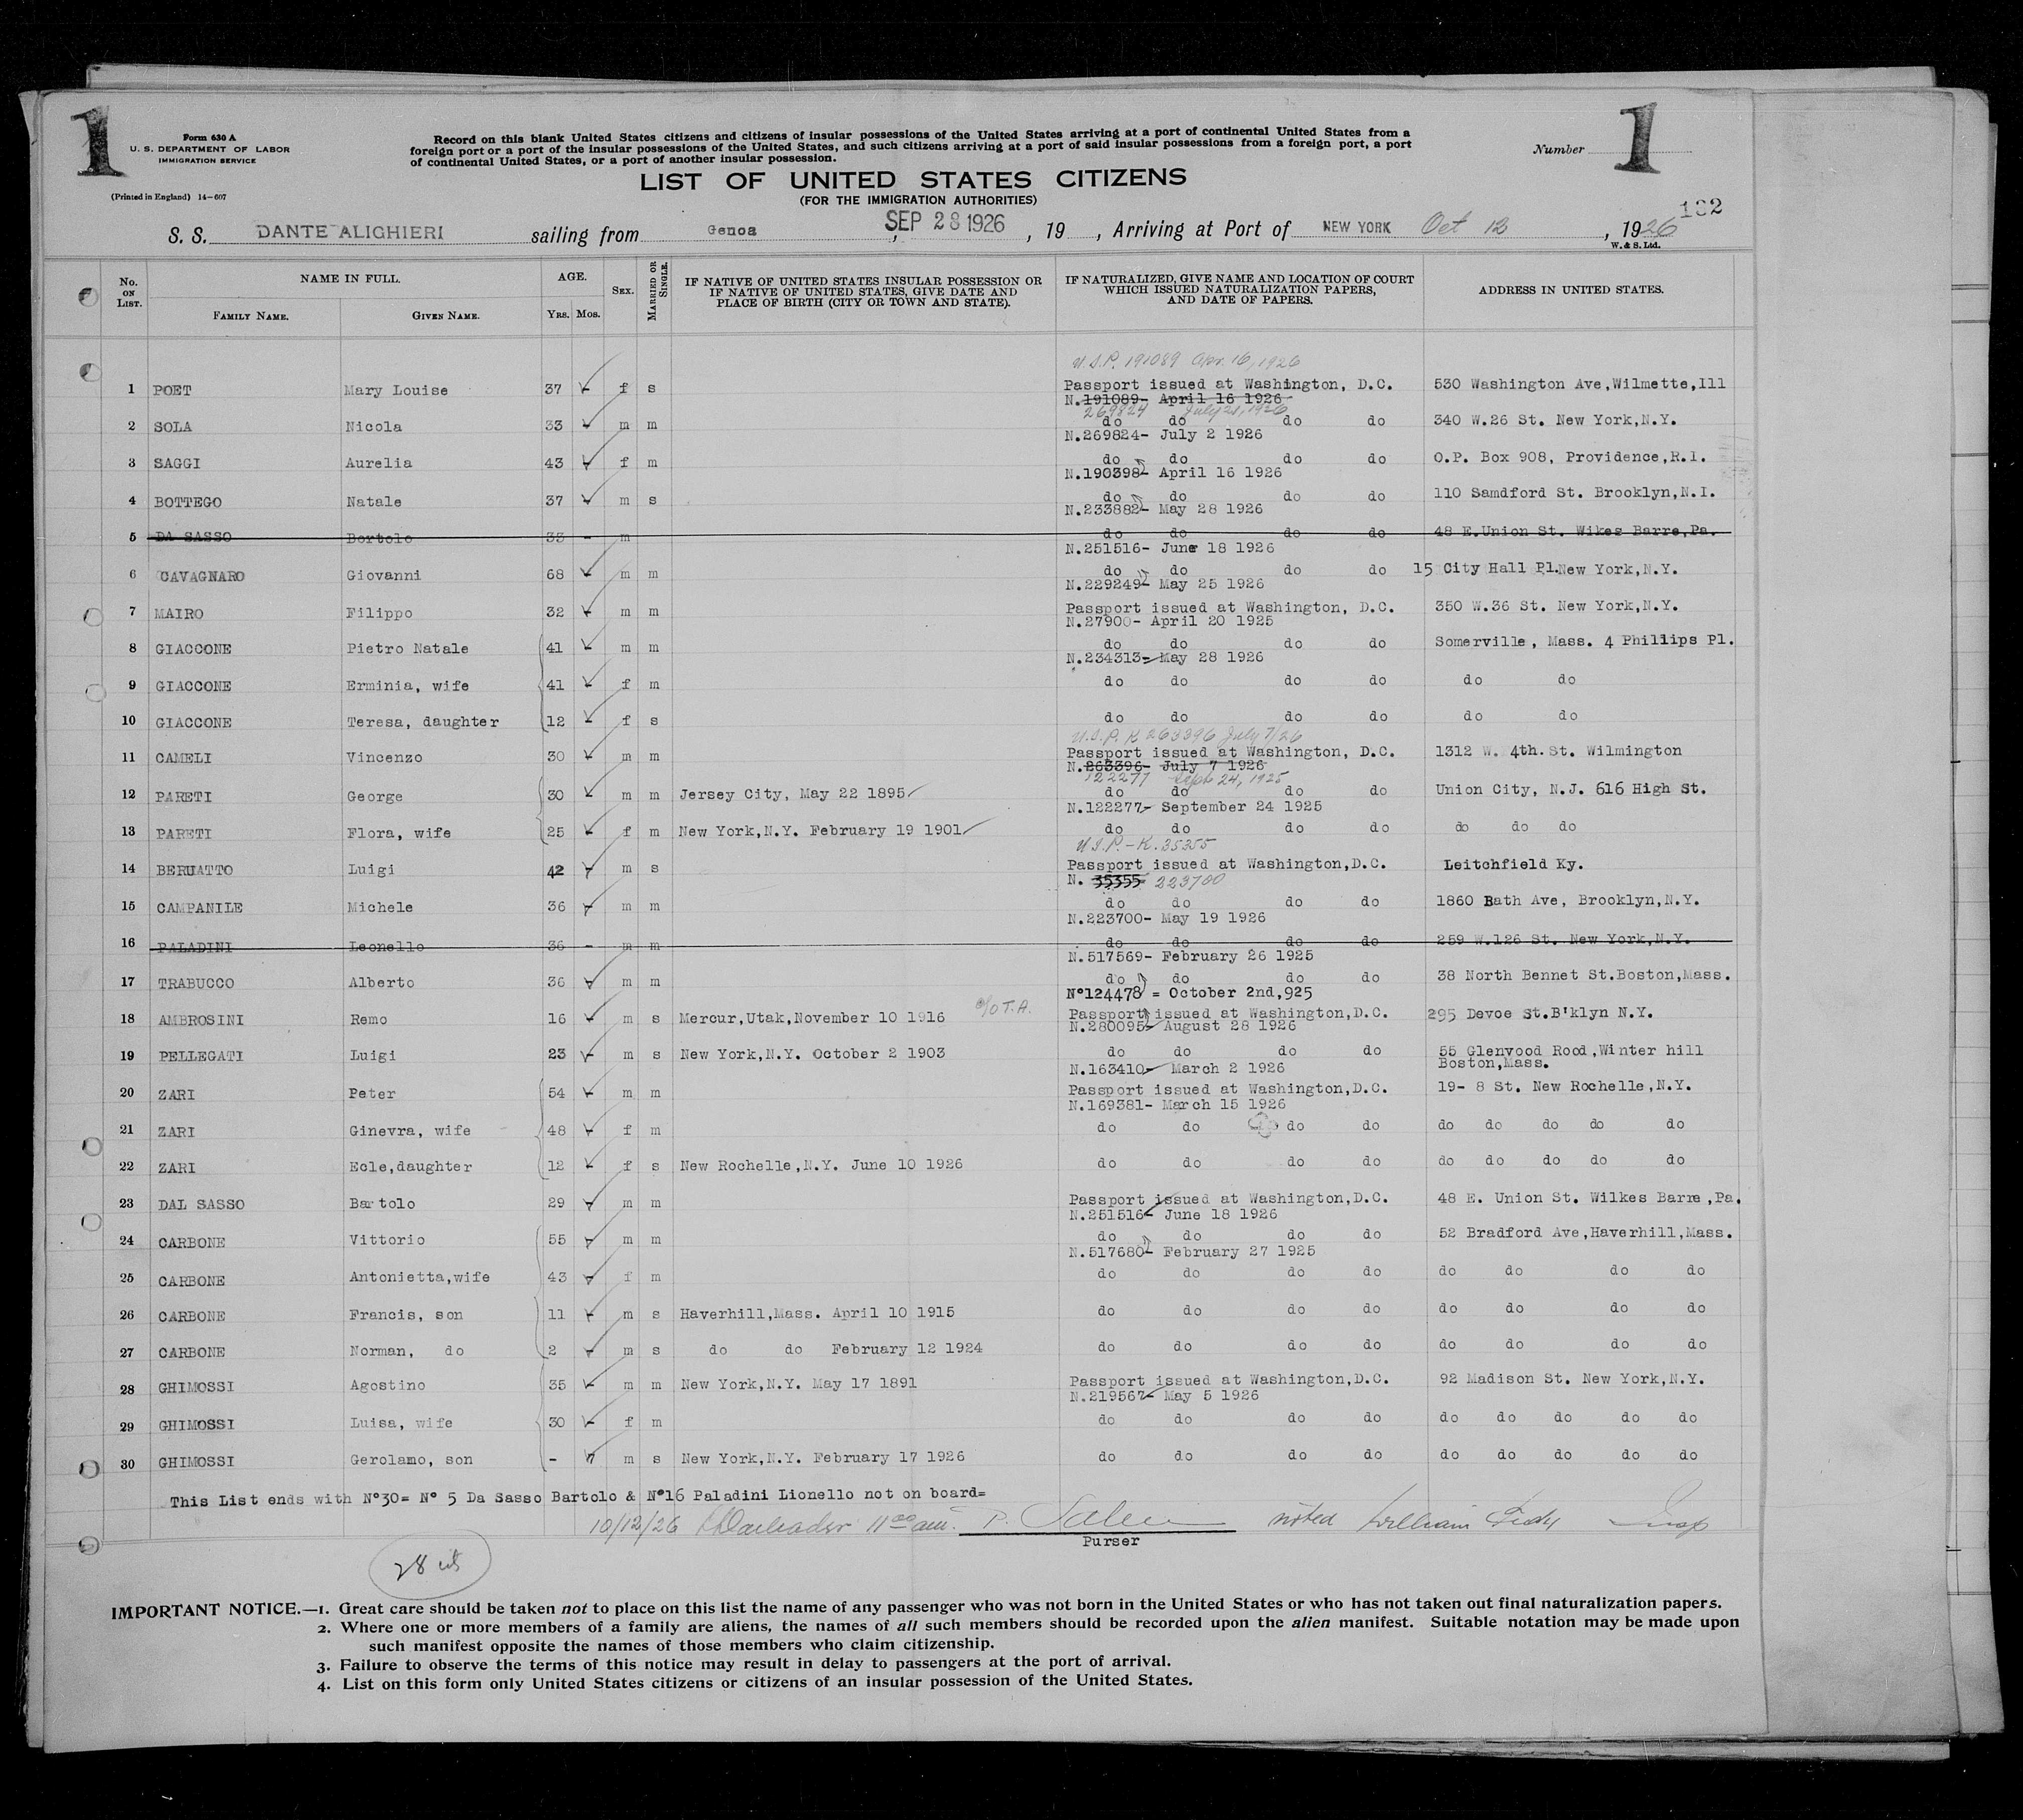 1
Form 630 A
U. S. DEPARTMENT OF LABOR
IMMIGRATION SERVICE
(Printed in England) 14—607
Record on this blank United States citizens and citizens of insular possessions of the United States arriving at a port of continental United States from a
foreign port or a port of the insular possessions of the United States, and such citizens arriving at a port of said insular possessions from a foreign port, a port
of continental United States, or a port of another insular possession.
LIST OF UNITED STATES CITIZENS
(FOR THE IMMIGRATION AUTHORITIES)
Number 1
S. S. DANTE ALIGHIERI sailing from Genoa, SEP 28 1926, 19 , Arriving at Port of NEW YORK Oct 12, 1926
W. & S. Ltd.
No. ON LIST. NAME IN FULL. AGE. SEX. MARRIED OR SINGLE. IF NATIVE OF UNITED STATES INSULAR POSSESSION OR IF NATIVE OF UNITED STATES, GIVE DATE AND PLACE OF BIRTH (CITY OR TOWN AND STATE). IF NATURALIZED, GIVE NAME AND LOCATION OF COURT WHICH ISSUED NATURALIZATION PAPERS, AND DATE OF PAPERS. ADDRESS IN UNITED STATES.
FAMILY NAME. GIVEN NAME. YRS. MOS.
U.S.P. 191089 Apr. 16, 1926
1 POET Mary Louise 37 - f s Passport issued at Washington, D.C. 530 Washington Ave,Wilmette,Ill
N.191089- April 16 1926
269824 July 21, 1926
2 SOLA Nicola 33 - m m do do do do 340 W.26 St. New York,N.Y.
N.269824- July 2 1926
3 SAGGI Aurelia 43 - f m do do do do O.P. Box 908, Providence,R.I.
N.190398- April 16 1926
4 BOTTEGO Natale 37 - m s do do do do 110 Samdford St. Brooklyn,N.I.
N.233882- May 28 1926
5 DA SASSO Bortolo 33 - m do do do do 48 E.Union St. Wikes Barre,Pa.
N.251516- June 18 1926
6 CAVAGNARO Giovanni 68 - m m do do do do 15 City Hall Pl.New York,N.Y.
N.229249- May 25 1926
7 MAIRO Filippo 32 - m m Passport issued at Washington, D.C. 350 W.36 St. New York,N.Y.
N.27900- April 20 1925
8 GIACCONE Pietro Natale 41 - m m do do do do Somerville, Mass. 4 Phillips Pl.
N.234313- May 28 1926
9 GIACCONE Erminia, wife 41 - f m do do do do do do
10 GIACCONE Teresa, daughter 12 - f s do do do do do do
U.S.P. K 263396 July 7/26
11 CAMELI Vincenzo 30 - m m Passport issued at Washington, D.C. 1312 W. 4th.St. Wilmington
N.263396- July 7 1926
122277 Sept 24, 1925
12 PARETI George 30 - m m Jersey City, May 22 1895 do do do do Union City, N.J. 616 High St.
N.122277- September 24 1925
13 PARETI Flora, wife 25 - f m New York,N.Y. February 19 1901 do do do do do do do
U.S.P.-K.35355
14 BERUATTO Luigi 42 - m s Passport issued at Washington,D.C. Leitchfield Ky.
N. 35355 223700
15 CAMPANILE Michele 36 - m m do do do do 1860 Bath Ave, Brooklyn,N.Y.
N.223700- May 19 1926
16 PALADINI Leonello 36 - m m do do do do 259 W.126 St. New York,N.Y.
N.517569- February 26 1925
17 TRABUCCO Alberto 36 - m m do do do do 38 North Bennet St.Boston,Mass.
N°124478 = October 2nd,925
18 AMBROSINI Remo 16 - m s Mercur,Utak,November 10 1916 c/o T.A. Passport issued at Washington,D.C. 295 Devoe St.B'klyn N.Y.
N.280095- August 28 1926
19 PELLEGATI Luigi 23 - m s New York,N.Y. October 2 1903 do do do do 55 Glenvood Rood,Winter hill
N.163410- March 2 1926 Boston,Mass.
20 ZARI Peter 54 - m m Passport issued at Washington,D.C. 19- 8 St. New Rochelle,N.Y.
N.169381- March 15 1926
21 ZARI Ginevra, wife 48 - f m do do do do do do do do do
22 ZARI Ecle,daughter 12 - f s New Rochelle,N.Y. June 10 1926 do do do do do do do do do
23 DAL SASSO Bartolo 29 - m m Passport issued at Washington,D.C. 48 E. Union St. Wilkes Barre,Pa.
N.251516- June 18 1926
24 CARBONE Vittorio 55 - m m do do do do 52 Bradford Ave,Haverhill,Mass.
N.517680- February 27 1925
25 CARBONE Antonietta,wife 43 - f m do do do do do do do do
26 CARBONE Francis, son 11 - m s Haverhill,Mass. April 10 1915 do do do do do do do do
27 CARBONE Norman, do 2 - m s do do February 12 1924 do do do do do do do do
28 GHIMOSSI Agostino 35 - m m New York,N.Y. May 17 1891 Passport issued at Washington,D.C. 92 Madison St. New York,N.Y.
N.219567- May 5 1926
29 GHIMOSSI Luisa, wife 30 - f m do do do do do do do do do
30 GHIMOSSI Gerolamo, son - 7 m s New York,N.Y. February 17 1926 do do do do do do do do do
This List ends with N°30= N° 5 Da Sasso Bartolo & N°16 Paladini Lionello not on board=
10/12/26 11 00 am. P. noted William Insp
Purser
28
IMPORTANT NOTICE.—1. Great care should be taken not to place on this list the name of any passenger who was not born in the United States or who has not taken out final naturalization papers.
2. Where one or more members of a family are aliens, the names of all such members should be recorded upon the alien manifest. Suitable notation may be made upon
such manifest opposite the names of those members who claim citizenship.
3. Failure to observe the terms of this notice may result in delay to passengers at the port of arrival.
4. List on this form only United States citizens or citizens of an insular possession of the United States.